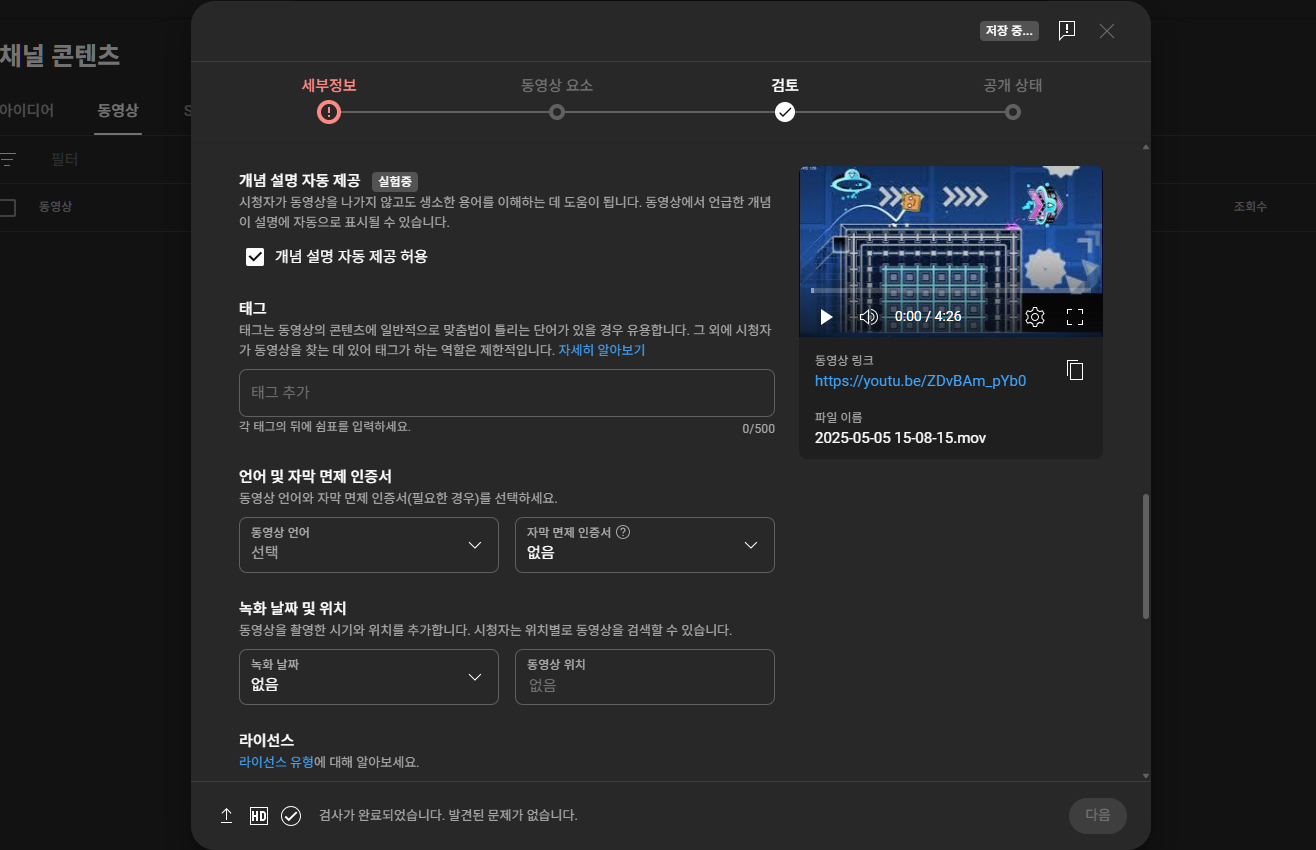 저장 중...
채널 콘텐츠
세부정보
동영상 요소
검토
공개 상태
아이디어
동영상
S
필터
동영상
조회수
개념 설명 자동 제공 실험중
시청자가 동영상을 나가지 않고도 생소한 용어를 이해하는 데 도움이 됩니다. 동영상에서 언급한 개념
이 설명에 자동으로 표시될 수 있습니다.
개념 설명 자동 제공 허용
태그
태그는 동영상의 콘텐츠에 일반적으로 맞춤법이 틀리는 단어가 있을 경우 유용합니다. 그 외에 시청자
가 동영상을 찾는 데 있어 태그가 하는 역할은 제한적입니다. 자세히 알아보기
태그 추가
각 태그의 뒤에 쉼표를 입력하세요.
0/500
언어 및 자막 면제 인증서
동영상 언어와 자막 면제 인증서(필요한 경우)를 선택하세요.
동영상 언어
선택
자막 면제 인증서
없음
녹화 날짜 및 위치
동영상을 촬영한 시기와 위치를 추가합니다. 시청자는 위치별로 동영상을 검색할 수 있습니다.
녹화 날짜
없음
동영상 위치
없음
라이선스
라이선스 유형에 대해 알아보세요.
0:00 / 4:26
동영상 링크
https://youtu.be/ZDvBAm_pYb0
파일 이름
2025-05-05 15-08-15.mov
HD
검사가 완료되었습니다. 발견된 문제가 없습니다.
다음